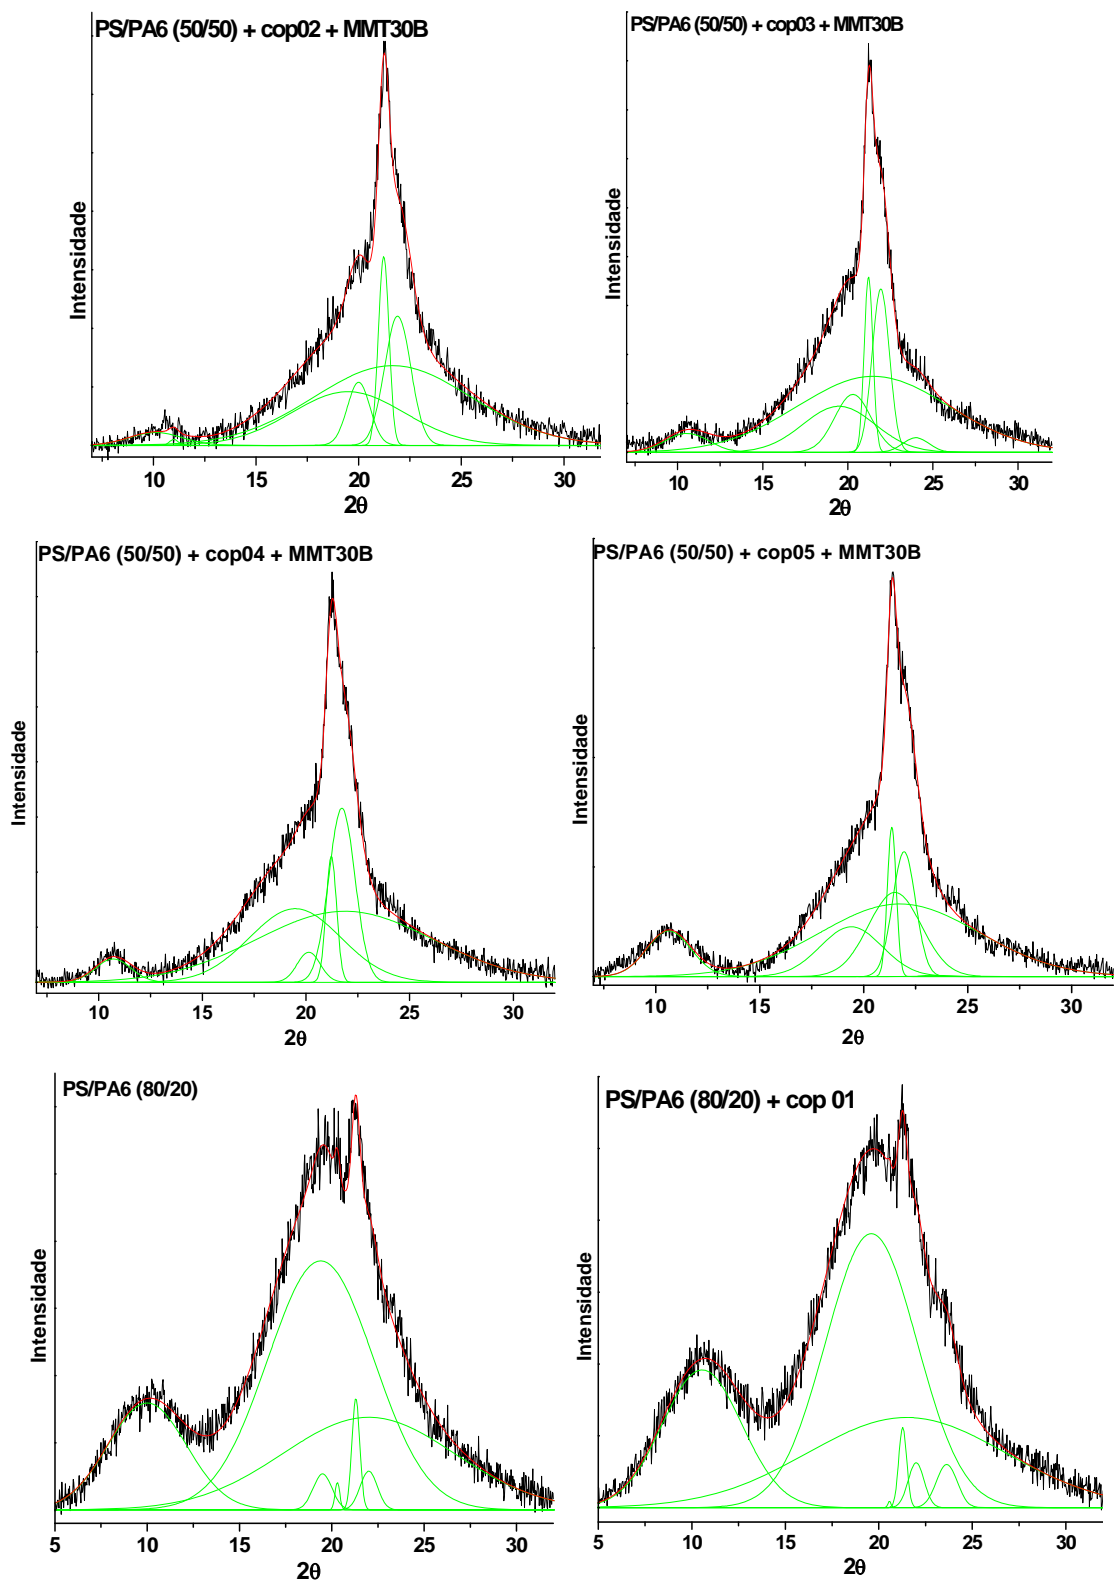 PS/PA6 (50/50) + cop02 + MMT30B
Intensidade
10 15 20 25 30
2θ
PS/PA6 (50/50) + cop03 + MMT30B
Intensidade
10 15 20 25 30
2θ
PS/PA6 (50/50) + cop04 + MMT30B
Intensidade
10 15 20 25 30
2θ
PS/PA6 (50/50) + cop05 + MMT30B
Intensidade
10 15 20 25 30
2θ
PS/PA6 (80/20)
Intensidade
5 10 15 20 25 30
2θ
PS/PA6 (80/20) + cop 01
Intensidade
5 10 15 20 25 30
2θ